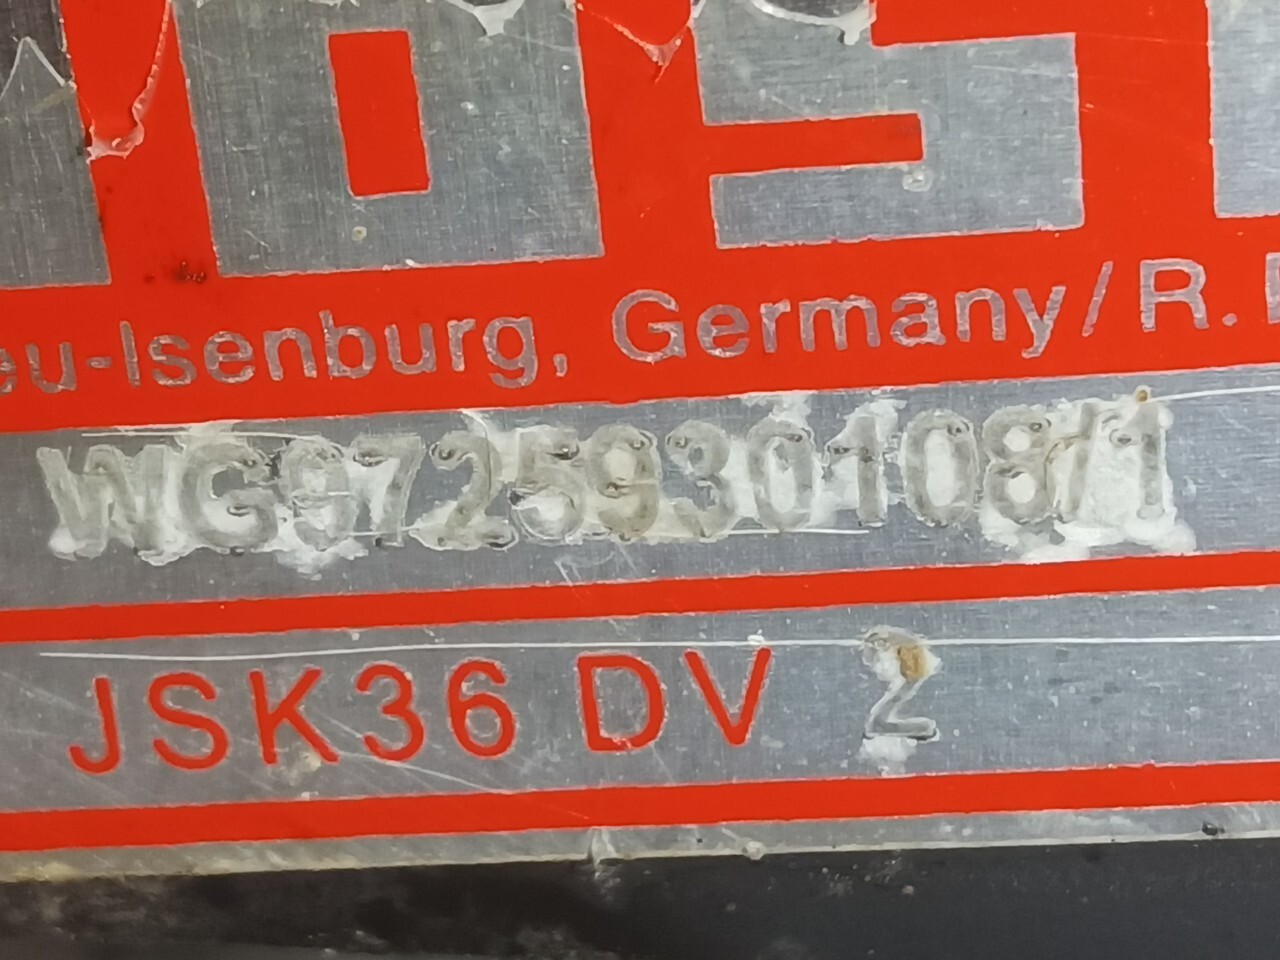 eu-Isenburg, Germany/R.
WG9725930108/1
JSK36 DV 2